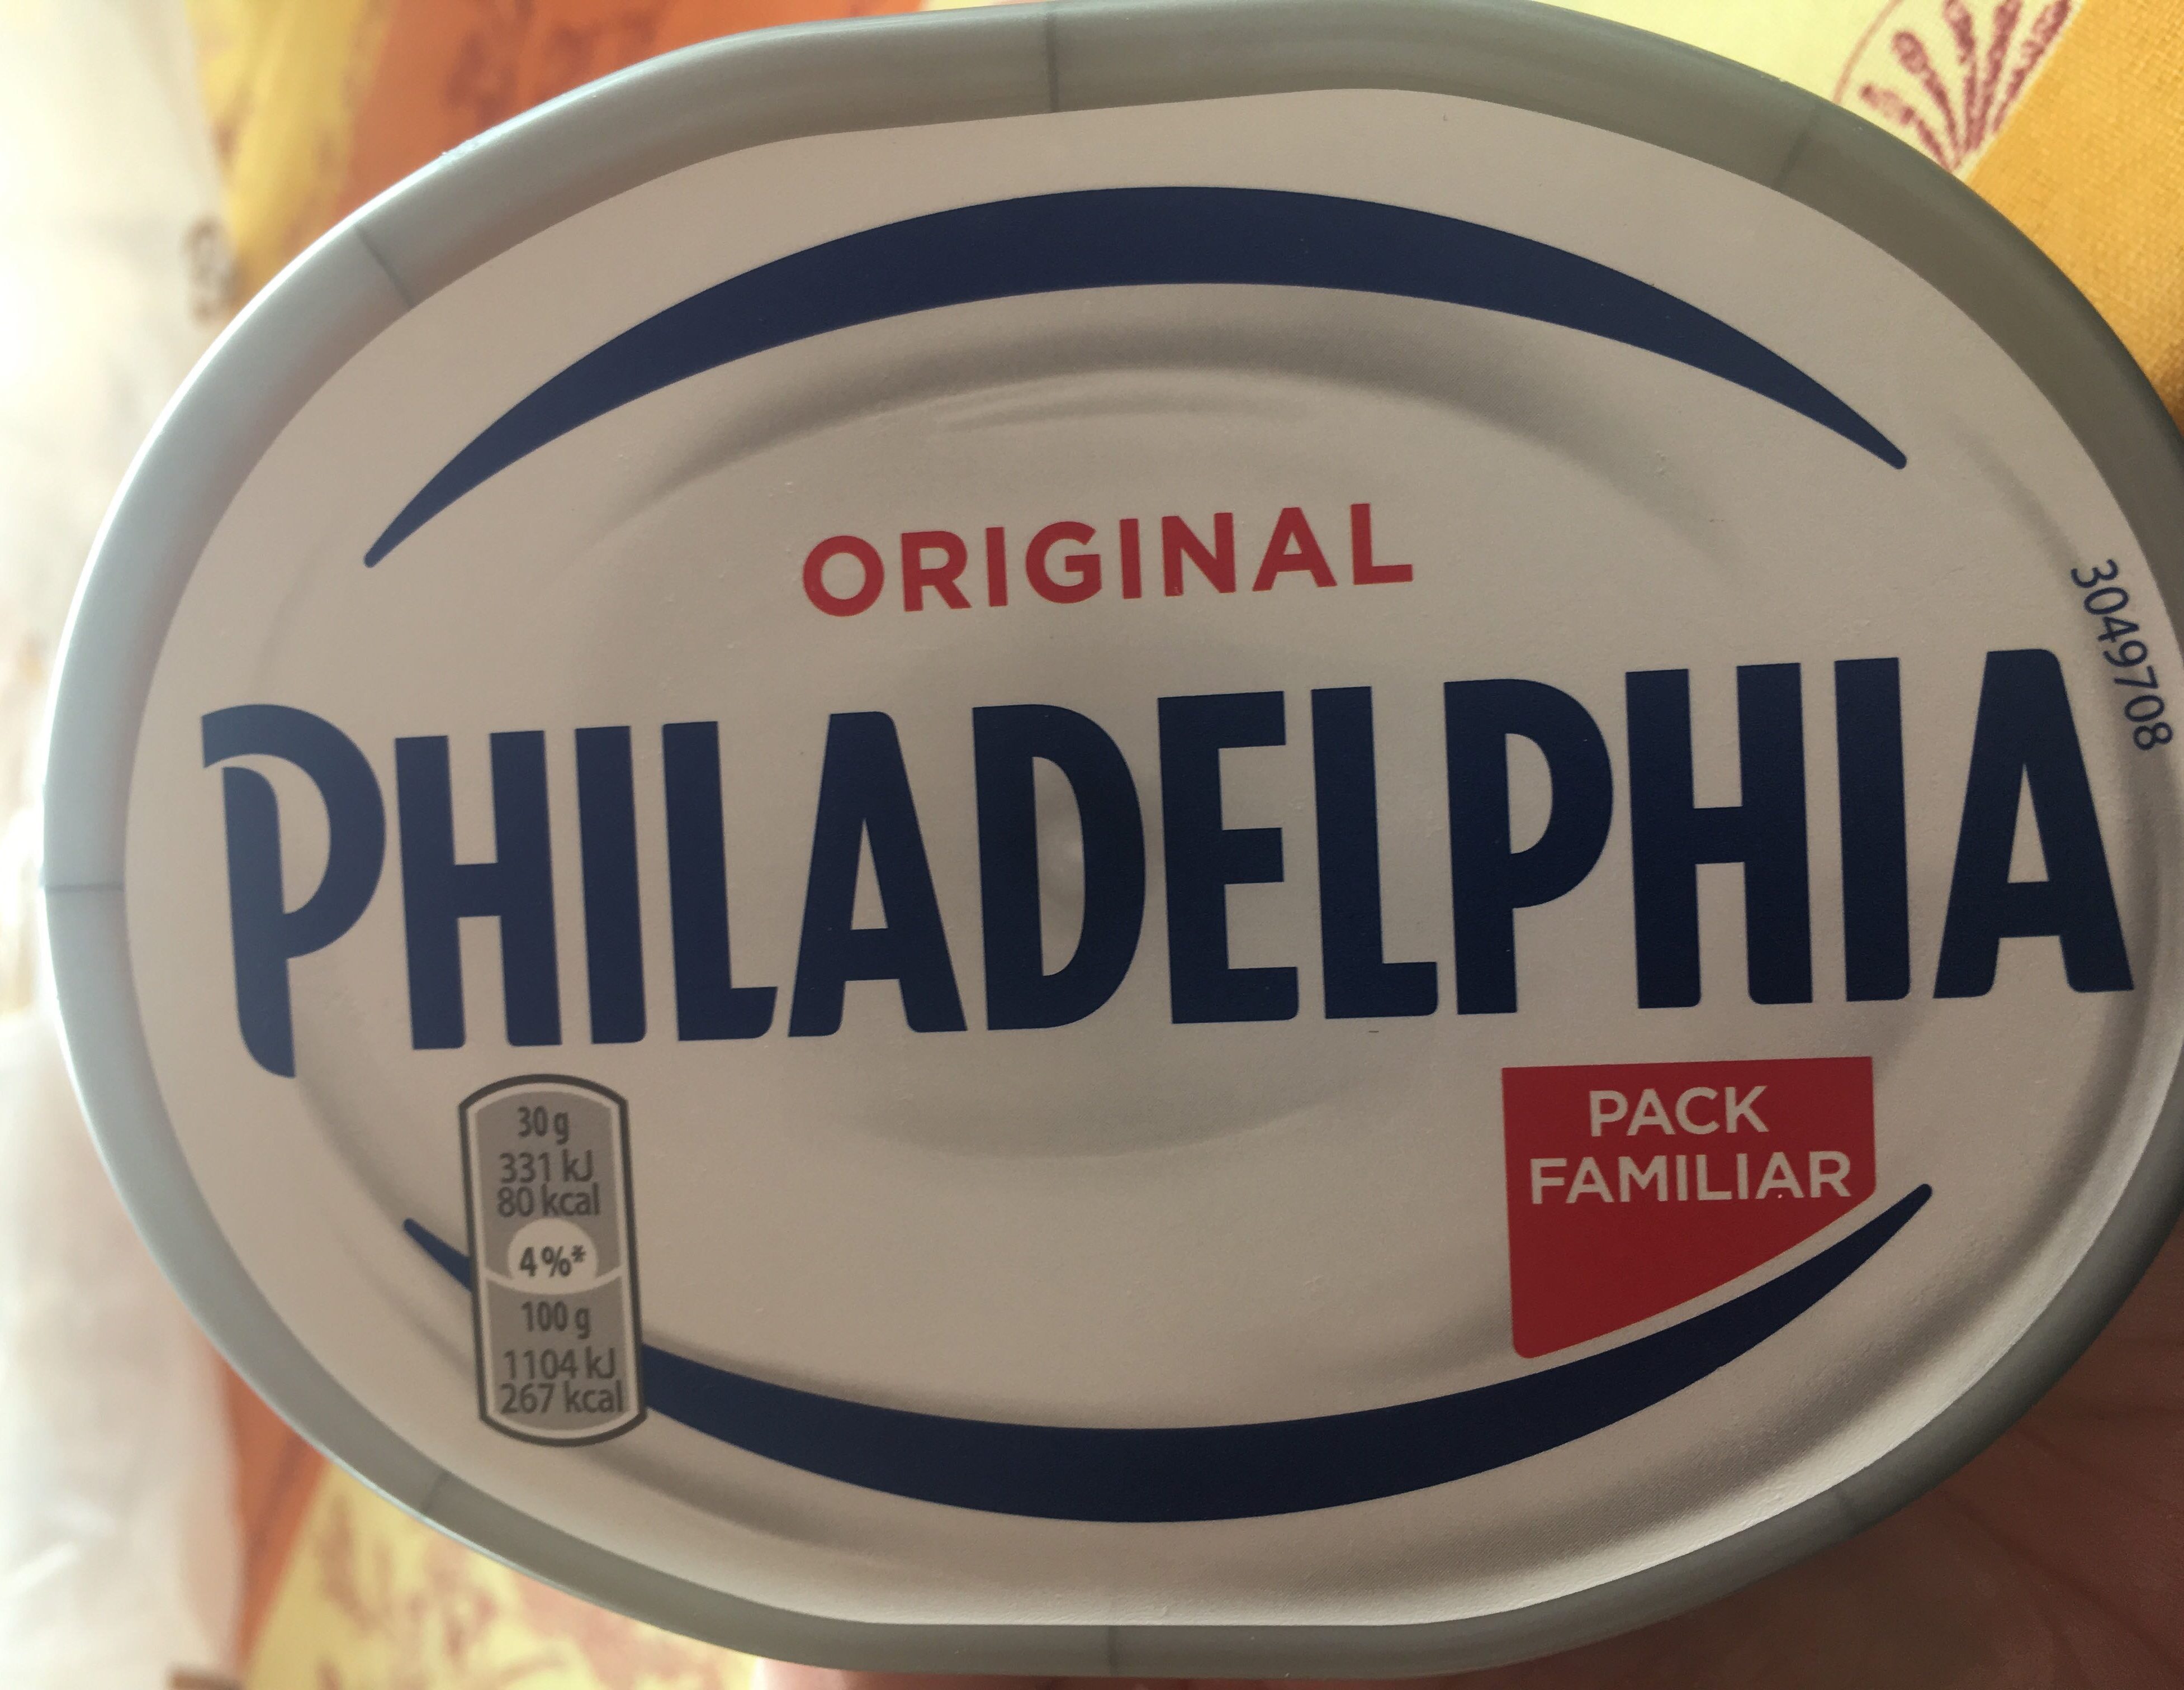 ORIGINAL
PHILADELPHIA
3049708
PACK
FAMILIAR
30 g
331 kJ
80 kcal
4%*
100 g
1104 kJ
267 kcal